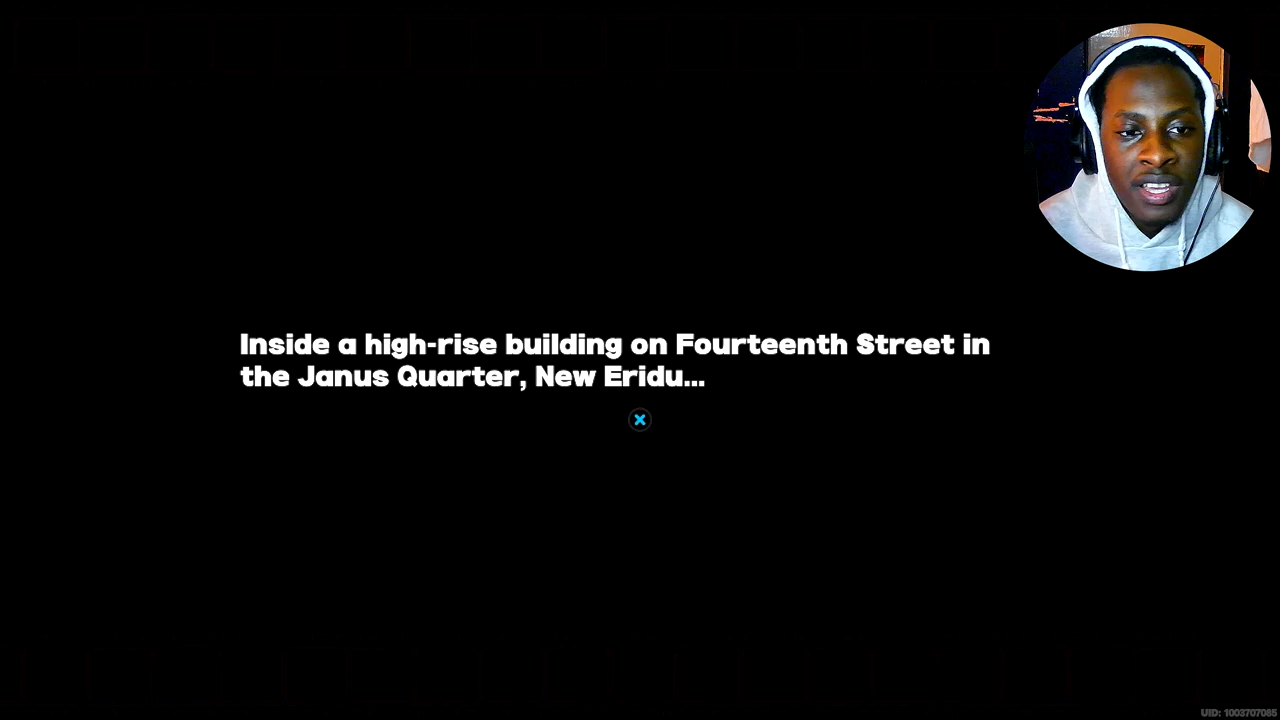 Inside a high-rise building on Fourteenth Street in
the Janus Quarter, New Eridu...
UID: 1003707085